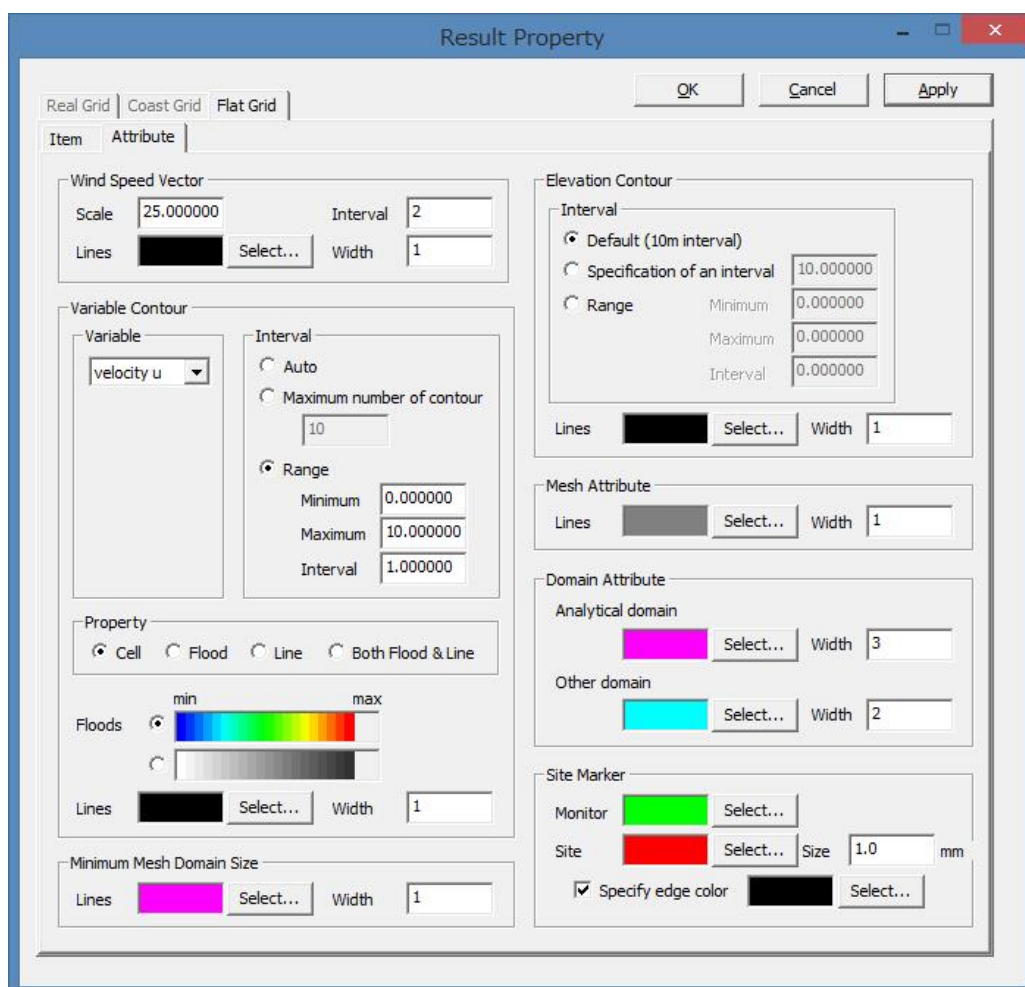 Result Property
OK Cancel Apply
Real Grid Coast Grid Flat Grid
Item Attribute
Wind Speed Vector
Scale 25.000000 Interval 2
Lines Select... Width 1
Variable Contour
Variable
velocity u
Interval
Auto
Maximum number of contour
10
Range
Minimum 0.000000
Maximum 10.000000
Interval 1.000000
Property
Cell Flood Line Both Flood & Line
min max
Floods
Lines Select... Width 1
Minimum Mesh Domain Size
Lines Select... Width 1
Elevation Contour
Interval
Default (10m interval)
Specification of an interval 10.000000
Range Minimum 0.000000
Maximum 0.000000
Interval 0.000000
Lines Select... Width 1
Mesh Attribute
Lines Select... Width 1
Domain Attribute
Analytical domain
Select... Width 3
Other domain
Select... Width 2
Site Marker
Monitor Select...
Site Select... Size 1.0 mm
Specify edge color Select...